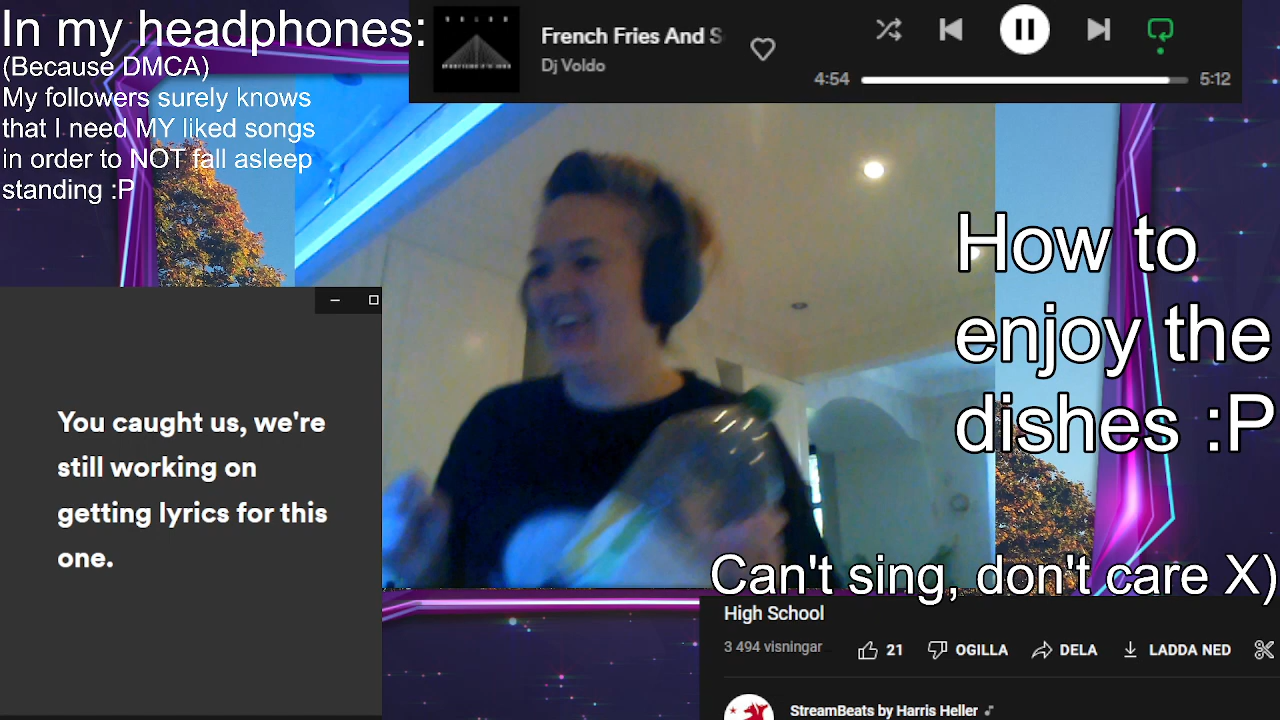 In my headphones:
(Because DMCA)
My followers surely knows
that I need MY liked songs
in order to NOT fall asleep
standing :P
French Fries And S
Dj Voldo
4:54
5:12
How to
enjoy the
dishes :P
You caught us, we're
still working on
getting lyrics for this
one.
Can't sing, don't care X)
High School
3 494 visningar
21
OGILLA
DELA
LADDA NED
StreamBeats by Harris Heller